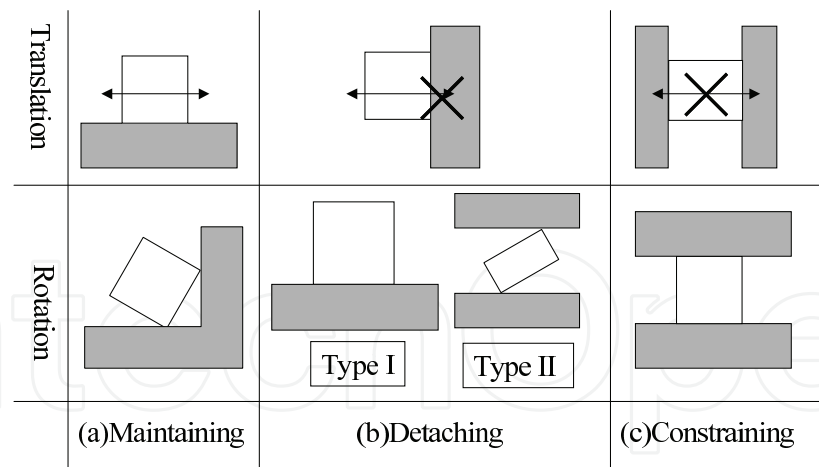 Translation
Rotation
Type I
Type II
(a)Maintaining
(b)Detaching
(c)Constraining